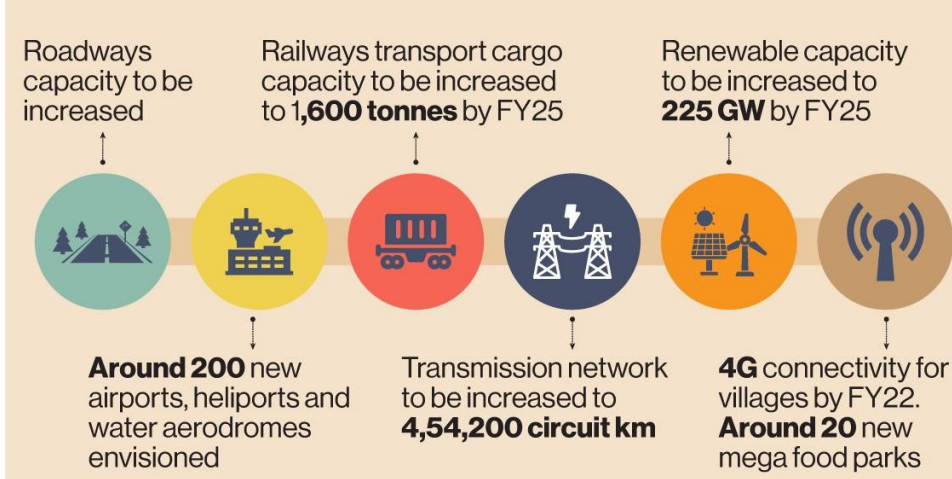 Roadways
capacity to be
increased
Railways transport cargo
capacity to be increased
to 1,600 tonnes by FY25
Renewable capacity
to be increased to
225 GW by FY25
Around 200 new
airports, heliports and
water aerodromes
envisioned
Transmission network
to be increased to
4,54,200 circuit km
4G connectivity for
villages by FY22.
Around 20 new
mega food parks